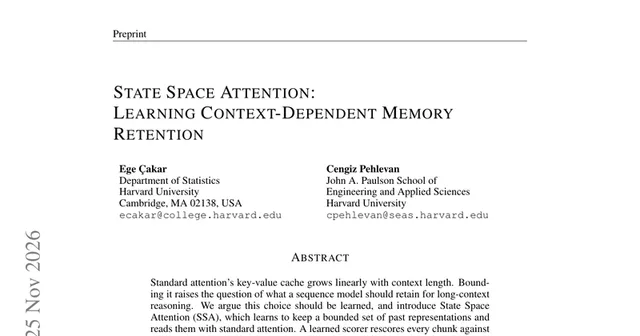 Preprint
STATE SPACE ATTENTION:
LEARNING CONTEXT-DEPENDENT MEMORY
RETENTION
Ege Çakar
Department of Statistics
Harvard University
Cambridge, MA 02138, USA
ecakar@college.harvard.edu
Cengiz Pehlevan
John A. Paulson School of
Engineering and Applied Sciences
Harvard University
cpehlevan@seas.harvard.edu
ABSTRACT
Standard attention's key-value cache grows linearly with context length. Bound-
ing it raises the question of what a sequence model should retain for long-context
reasoning. We argue this choice should be learned, and introduce State Space
Attention (SSA), which learns to keep a bounded set of past representations and
reads them with standard attention. A learned scorer rescores every chunk against
25 Nov 2026